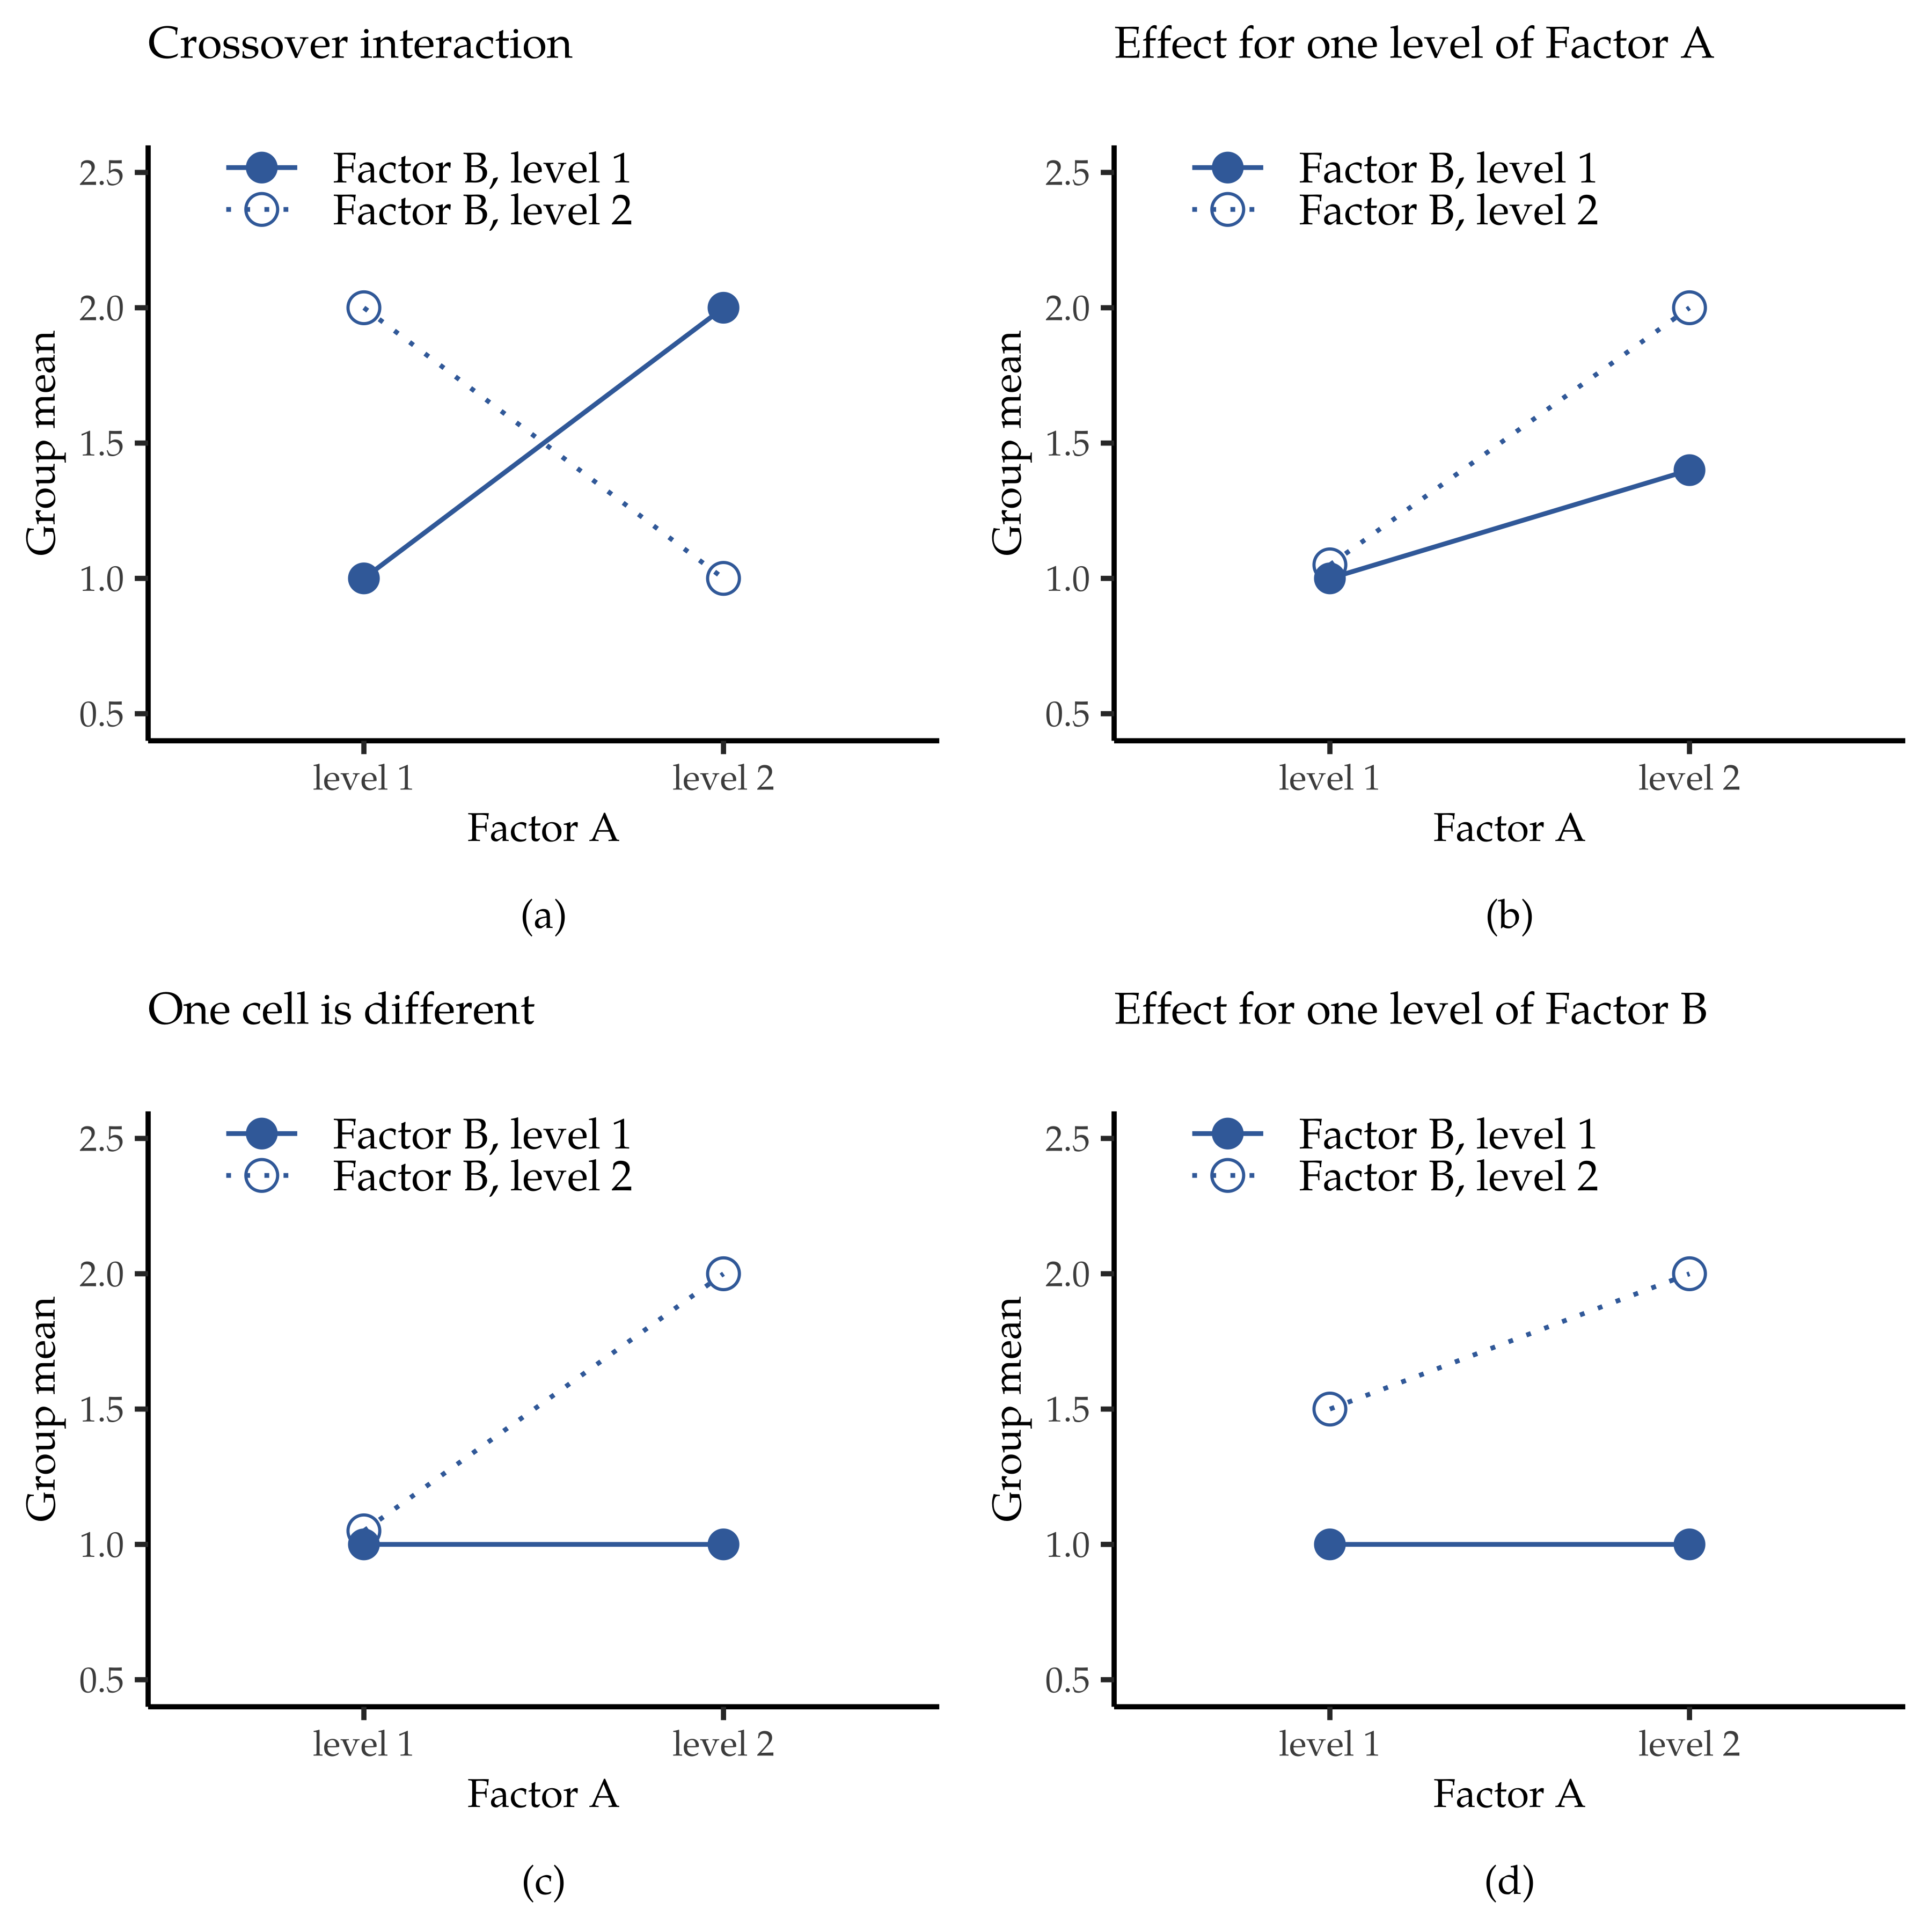 Crossover interaction
Factor B, level 1
Factor B, level 2
2.5
2.0
1.5
1.0
0.5
Group mean
level 1
level 2
Factor A
(a)
Effect for one level of Factor A
Factor B, level 1
Factor B, level 2
2.5
2.0
1.5
1.0
0.5
Group mean
level 1
level 2
Factor A
(b)
One cell is different
Factor B, level 1
Factor B, level 2
2.5
2.0
1.5
1.0
0.5
Group mean
level 1
level 2
Factor A
(c)
Effect for one level of Factor B
Factor B, level 1
Factor B, level 2
2.5
2.0
1.5
1.0
0.5
Group mean
level 1
level 2
Factor A
(d)